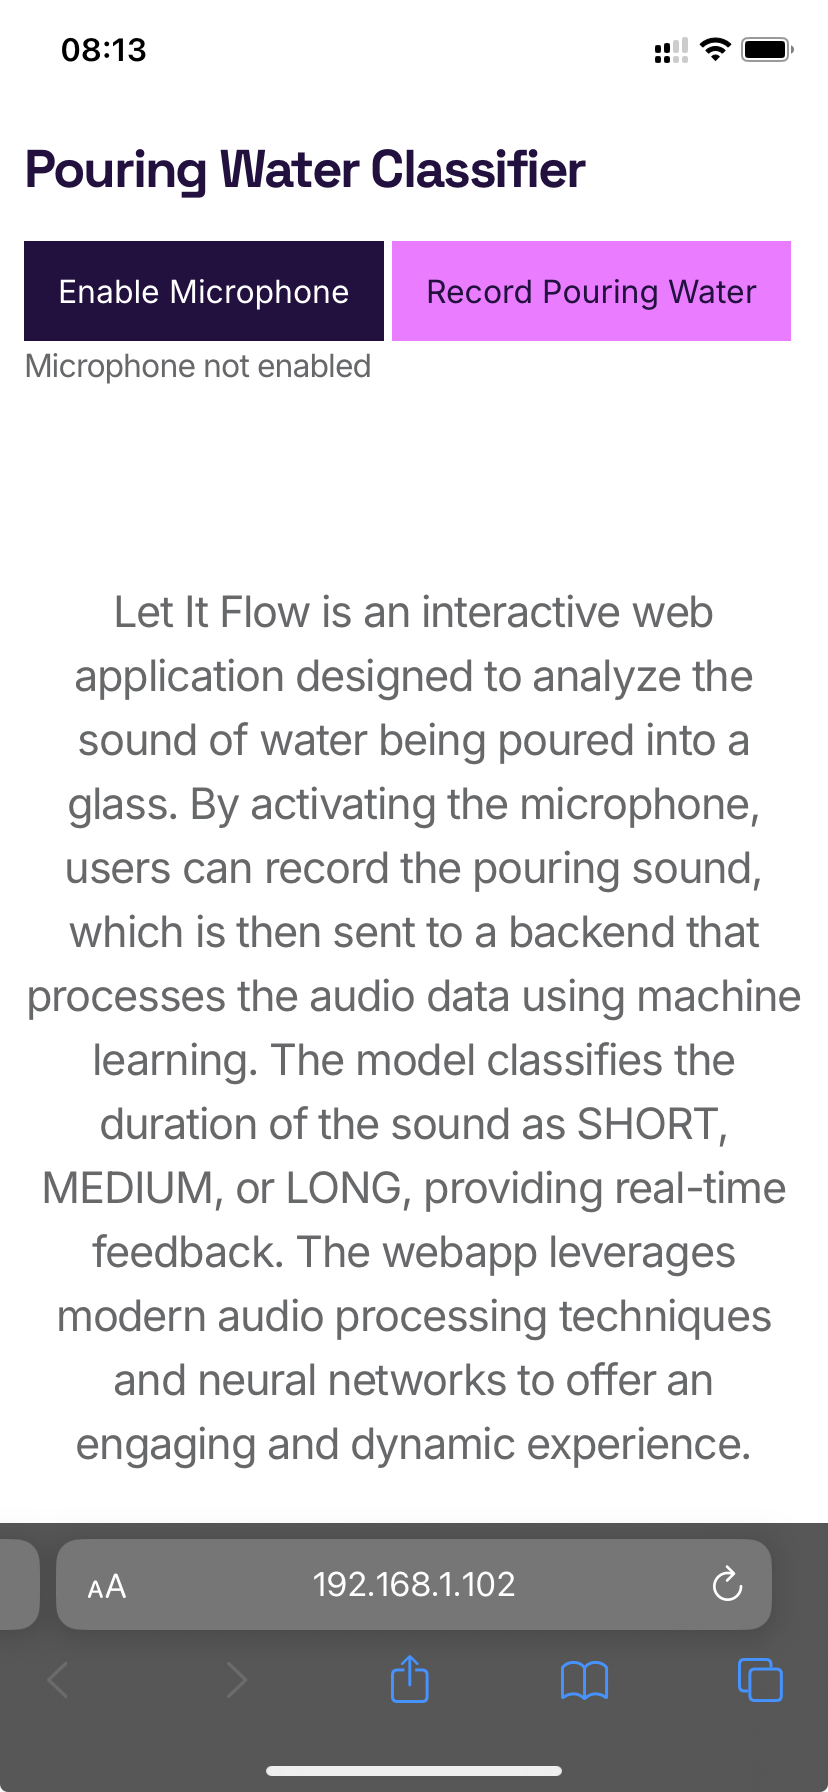 08:13
Pouring Water Classifier
Enable Microphone
Record Pouring Water
Microphone not enabled
Let It Flow is an interactive web
application designed to analyze the
sound of water being poured into a
glass. By activating the microphone,
users can record the pouring sound,
which is then sent to a backend that
processes the audio data using machine
learning. The model classifies the
duration of the sound as SHORT,
MEDIUM, or LONG, providing real-time
feedback. The webapp leverages
modern audio processing techniques
and neural networks to offer an
engaging and dynamic experience.
AA 192.168.1.102